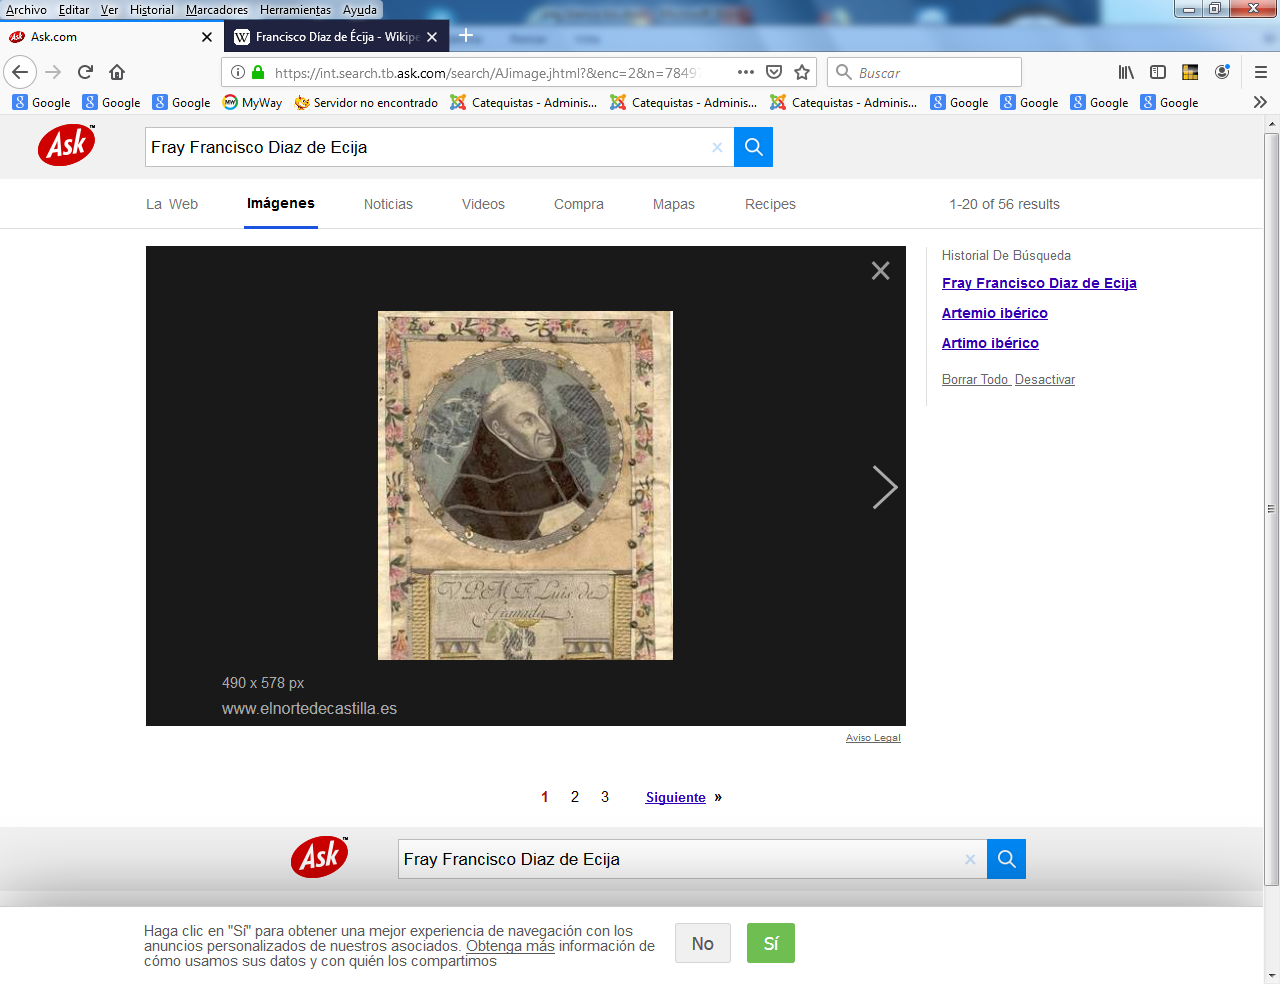 Archivo Editar Ver Historial Marcadores Herramientas Ayuda
Ask.com
Francisco Díaz de Écija - Wikipe
https://int.search.tb.ask.com/search/AJimage.jhtml?&enc=2&n=7849
Buscar
Google Google Google MyWay Servidor no encontrado Catequistas - Adminis... Catequistas - Adminis... Catequistas - Adminis... Google Google Google Google
Ask Fray Francisco Diaz de Ecija
La Web Imágenes Noticias Videos Compra Mapas Recipes 1-20 of 56 results
Historial De Búsqueda
Fray Francisco Diaz de Ecija
Artemio ibérico
Artimo ibérico
Borrar Todo Desactivar
V. P. M. F. Luis de
Granada.
490 x 578 px
www.elnortedecastilla.es
Aviso Legal
1 2 3 Siguiente »
Ask Fray Francisco Diaz de Ecija
Haga clic en "Sí" para obtener una mejor experiencia de navegación con los
anuncios personalizados de nuestros asociados. Obtenga más información de
cómo usamos sus datos y con quién los compartimos
No Sí